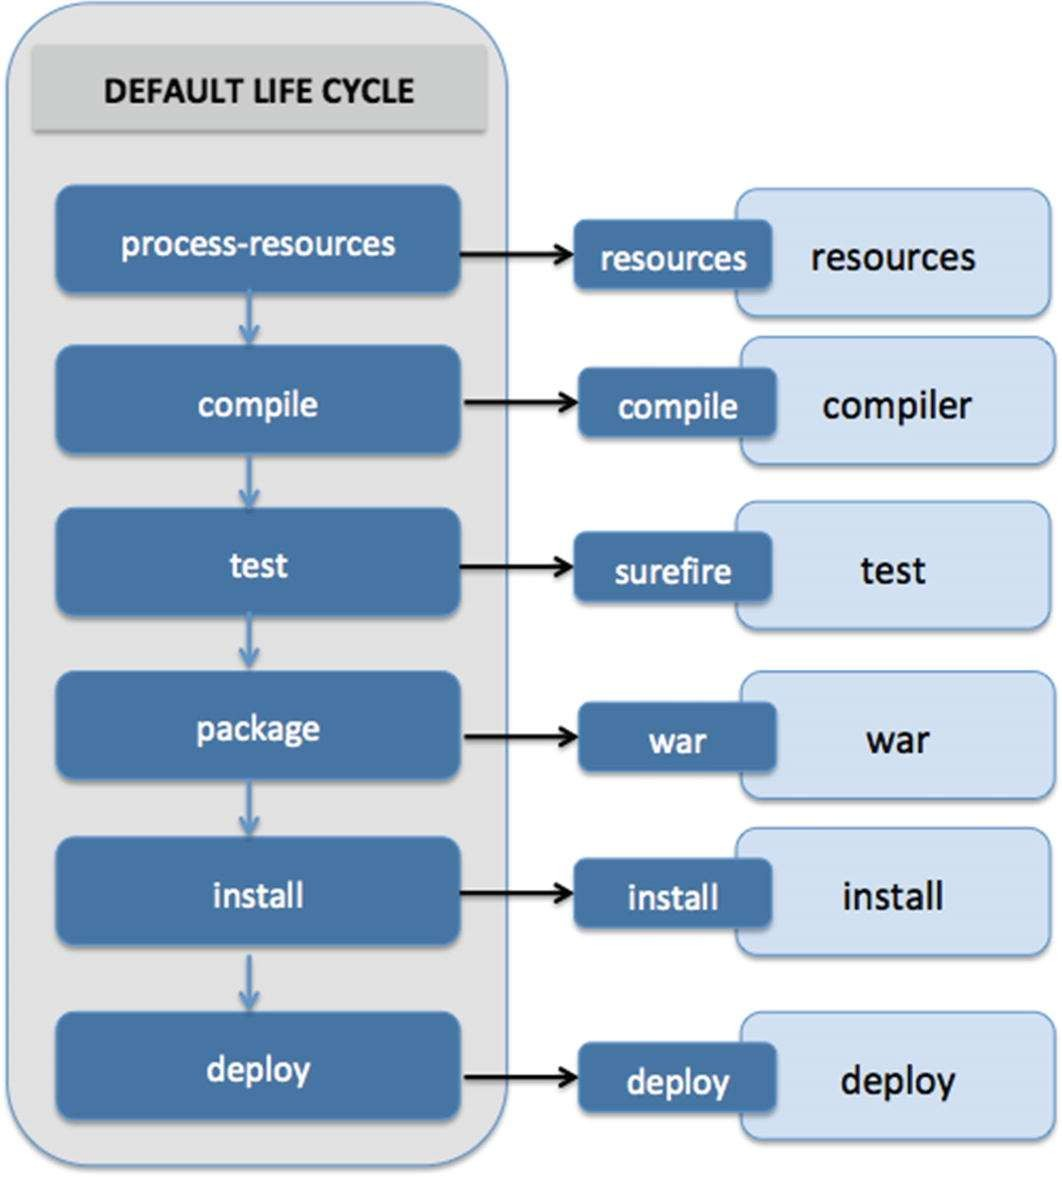 DEFAULT LIFE CYCLE
process-resources
resources
resources
compile
compile
compiler
test
surefire
test
package
war
war
install
install
install
deploy
deploy
deploy